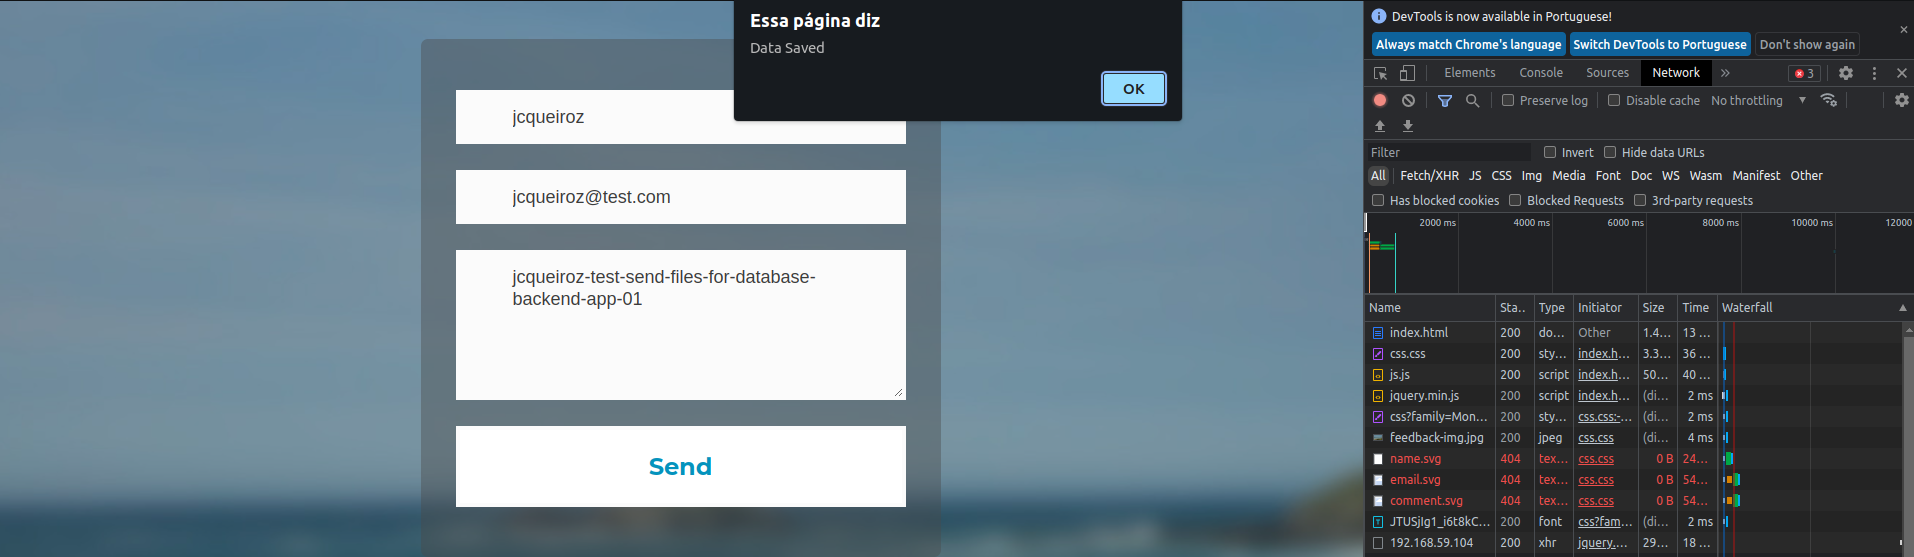 Essa página diz
Data Saved
OK
jcqueiroz
jcqueiroz@test.com
jcqueiroz-test-send-files-for-database-
backend-app-01
Send
DevTools is now available in Portuguese!
Always match Chrome's language Switch DevTools to Portuguese Don't show again
Elements Console Sources Network » 3
Preserve log Disable cache No throttling
Filter Invert Hide data URLs
All Fetch/XHR JS CSS Img Media Font Doc WS Wasm Manifest Other
Has blocked cookies Blocked Requests 3rd-party requests
2000 ms 4000 ms 6000 ms 8000 ms 10000 ms 12000
Name Sta.. Type Initiator Size Time Waterfall
index.html 200 do... Other 1.4... 13 ...
css.css 200 sty... index.h... 3.3... 36 ...
js.js 200 script index.h... 50... 40 ...
jquery.min.js 200 script index.h... (di... 2 ms
css?family=Mon... 200 sty... css.css:-... (di... 2 ms
feedback-img.jpg 200 jpeg css.css (di... 4 ms
name.svg 404 tex... css.css 0 B 24...
email.svg 404 tex... css.css 0 B 54...
comment.svg 404 tex... css.css 0 B 54...
JTUSjIg1_i6t8kC... 200 font css?fam... (di... 2 ms
192.168.59.104 200 xhr jquery.... 29... 18 ...